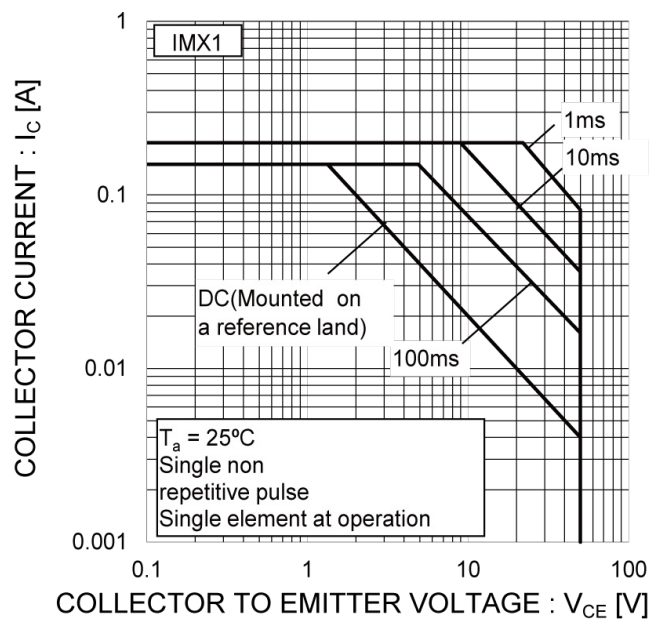 IMX1
COLLECTOR CURRENT : IC [A]
1
0.1
0.01
0.001
1ms
10ms
DC(Mounted on
a reference land)
100ms
Ta = 25ºC
Single non
repetitive pulse
Single element at operation
0.1
1
10
100
COLLECTOR TO EMITTER VOLTAGE : VCE [V]